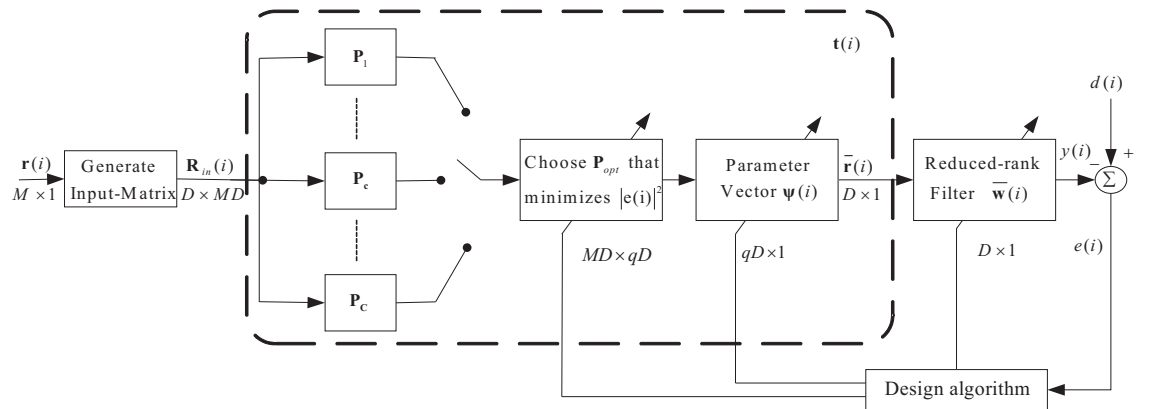 t(i)
P₁
d(i)
r(i)
M × 1
Generate
Input-Matrix
R_in(i)
D × MD
P_c
Choose P_opt that
minimizes |e(i)|²
MD × qD
Parameter
Vector ψ(i)
qD × 1
r̄(i)
D × 1
Reduced-rank
Filter w̄(i)
D × 1
y(i)
−
+
Σ
e(i)
P_C
Design algorithm